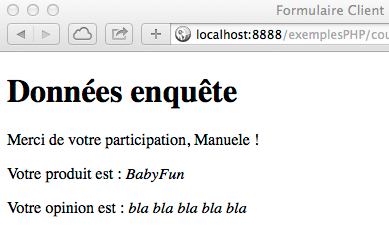 Formulaire Client
localhost:8888/exemplesPHP/cou
Données enquête
Merci de votre participation, Manuele !
Votre produit est : BabyFun
Votre opinion est : bla bla bla bla bla